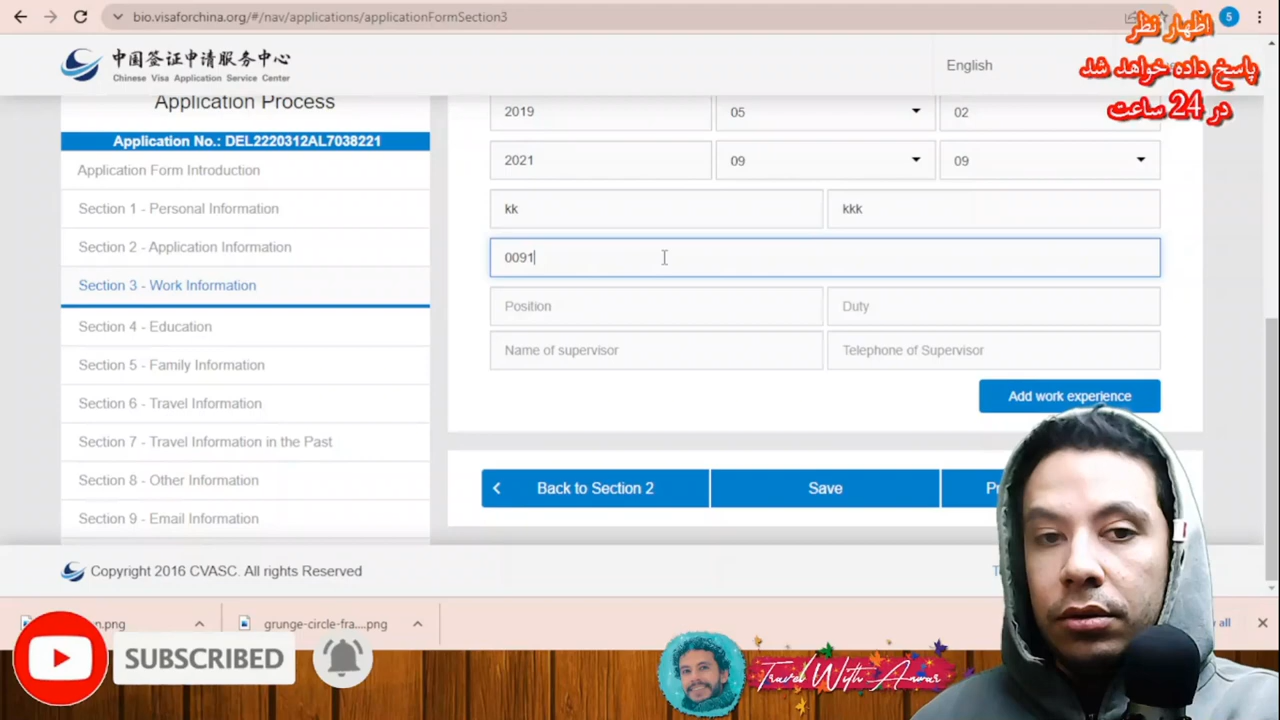 bio.visaforchina.org/#/nav/applications/applicationFormSection3
5
اظهار نظر
پاسخ داده خواهد شد
در 24 ساعت
中国签证申请服务中心
Chinese Visa Application Service Center
English
Application Process
Application No.: DEL2220312AL7038221
Application Form Introduction
Section 1 - Personal Information
Section 2 - Application Information
Section 3 - Work Information
Section 4 - Education
Section 5 - Family Information
Section 6 - Travel Information
Section 7 - Travel Information in the Past
Section 8 - Other Information
Section 9 - Email Information
2019 05 02
2021 09 09
kk kkk
0091
Position Duty
Name of supervisor Telephone of Supervisor
Add work experience
Back to Section 2 Save
Copyright 2016 CVASC. All rights Reserved
grunge-circle-fra....png
SUBSCRIBED
Travel With Anwar